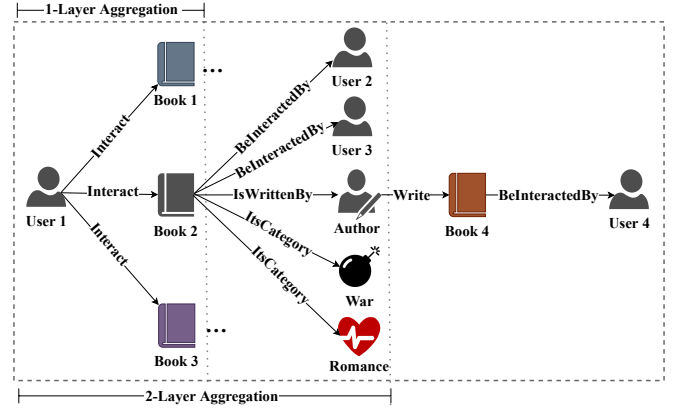 1-Layer Aggregation
Book 1
...
Interact
User 1
Interact
Book 2
Interact
Book 3
...
BeInteractedBy
User 2
BeInteractedBy
User 3
IsWrittenBy
Author
ItsCategory
War
ItsCategory
Romance
Write
Book 4
BeInteractedBy
User 4
2-Layer Aggregation